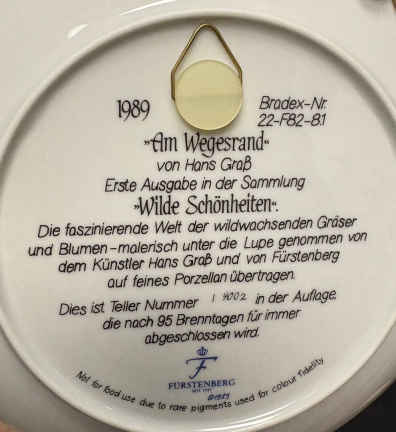 1989
Bradex-Nr.
22-F82-8.1
"Am Wegesrand"
von Hans Graß
Erste Ausgabe in der Sammlung
"Wilde Schönheiten".
Die faszinierende Welt der wildwachsenden Gräser
und Blumen-malerisch unter die Lupe genommen von
dem Künstler Hans Graß und von Fürstenberg
auf feines Porzellan übertragen.
Dies ist Teller Nummer 14002 in der Auflage,
die nach 95 Brenntagen für immer
abgeschlossen wird.
F
FÜRSTENBERG
©1989
Not for food use due to rare pigments used for colour fidelity